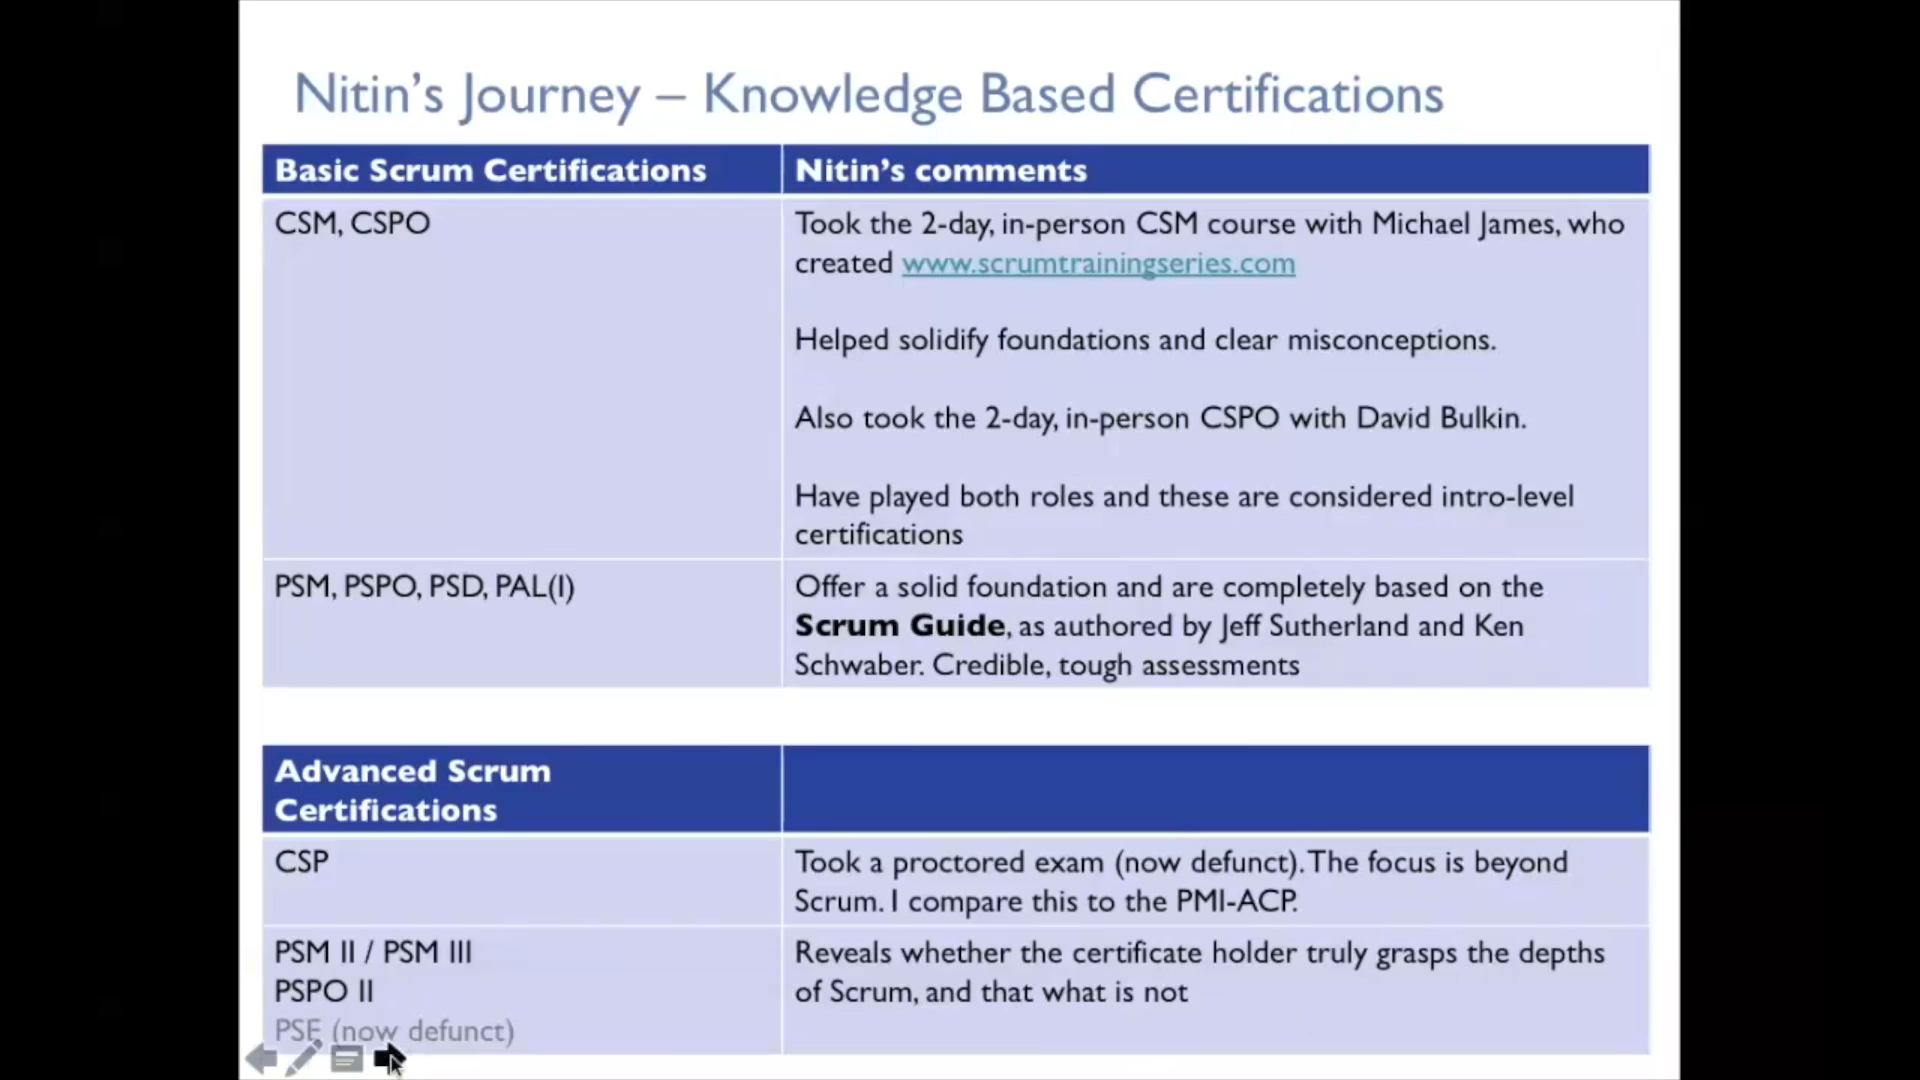 Nitin's Journey – Knowledge Based Certifications
Basic Scrum Certifications
Nitin's comments
CSM, CSPO
Took the 2-day, in-person CSM course with Michael James, who
created www.scrumtrainingseries.com
Helped solidify foundations and clear misconceptions.
Also took the 2-day, in-person CSPO with David Bulkin.
Have played both roles and these are considered intro-level
certifications
PSM, PSPO, PSD, PAL(I)
Offer a solid foundation and are completely based on the
Scrum Guide, as authored by Jeff Sutherland and Ken
Schwaber. Credible, tough assessments
Advanced Scrum
Certifications
CSP
Took a proctored exam (now defunct). The focus is beyond
Scrum. I compare this to the PMI-ACP.
PSM II / PSM III
PSPO II
PSE (now defunct)
Reveals whether the certificate holder truly grasps the depths
of Scrum, and that what is not